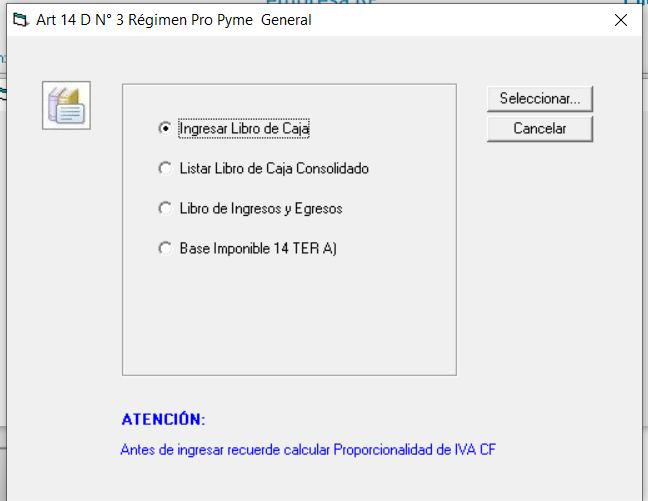 Art 14 D N° 3 Régimen Pro Pyme General
Ingresar Libro de Caja
Seleccionar...
Cancelar
Listar Libro de Caja Consolidado
Libro de Ingresos y Egresos
Base Imponible 14 TER A)
ATENCIÓN:
Antes de ingresar recuerde calcular Proporcionalidad de IVA CF